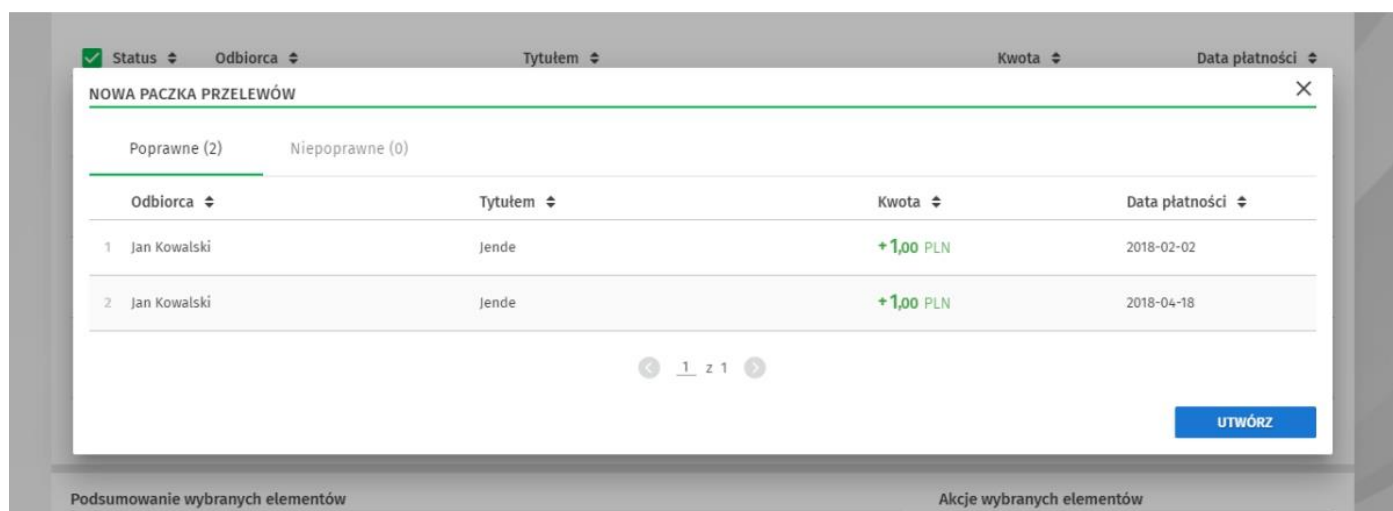 Status Odbiorca Tytułem Kwota Data płatności
NOWA PACZKA PRZELEWÓW
Poprawne (2) Niepoprawne (0)
Odbiorca Tytułem Kwota Data płatności
1 Jan Kowalski Jende +1,00 PLN 2018-02-02
2 Jan Kowalski Jende +1,00 PLN 2018-04-18
1 z 1
UTWÓRZ
Podsumowanie wybranych elementów Akcje wybranych elementów